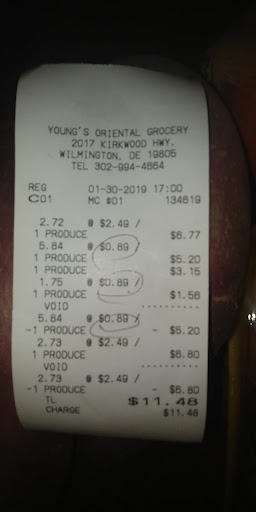 YOUNG'S ORIENTAL GROCERY
2017 KIRKWOOD HWY.
WILMINGTON, DE 19805
TEL 302-994-4664
REG 01-30-2019 17:00
C01 MC #01 134619
2.72 @ $2.49 /
1 PRODUCE $6.77
5.84 @ $0.89 /
1 PRODUCE $5.20
1 PRODUCE $3.15
1.75 @ $0.89 /
1 PRODUCE $1.56
VOID ..........
5.84 @ $0.89 /
-1 PRODUCE - $5.20
2.73 @ $2.49 /
1 PRODUCE $6.80
VOID ..........
2.73 @ $2.49 /
-1 PRODUCE - $6.80
TL $11.48
CHARGE $11.48